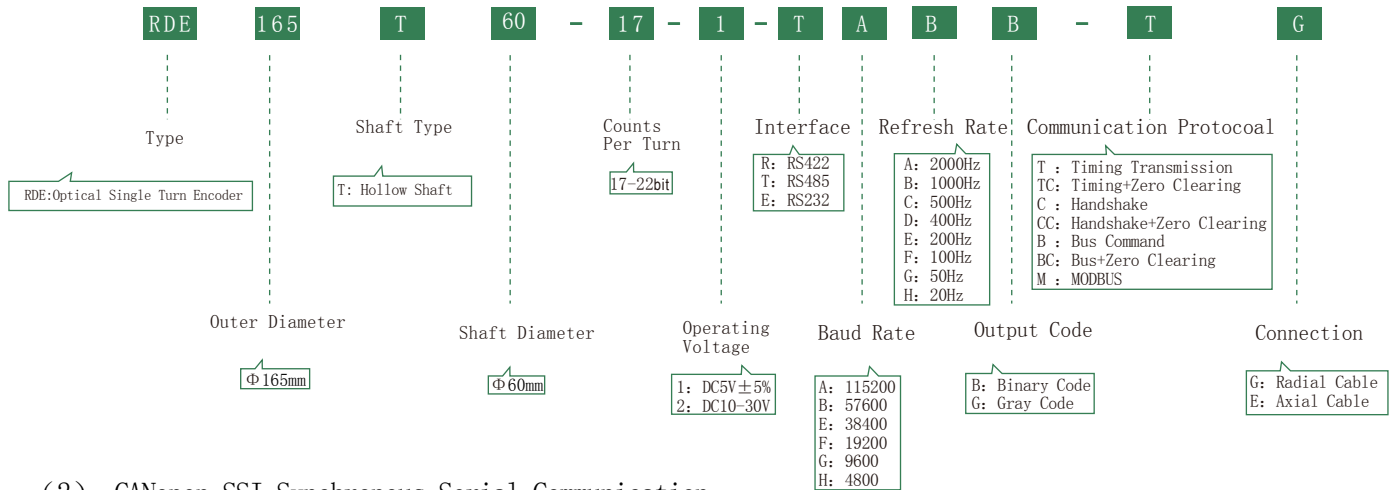 RDE 165 T 60 - 17 - 1 - T A B B - T G
Type
RDE:Optical Single Turn Encoder
Shaft Type
T: Hollow Shaft
Counts
Per Turn
17-22bit
Interface
R: RS422
T: RS485
E: RS232
Refresh Rate
A: 2000Hz
B: 1000Hz
C: 500Hz
D: 400Hz
E: 200Hz
F: 100Hz
G: 50Hz
H: 20Hz
Communication Protocoal
T : Timing Transmission
TC: Timing+Zero Clearing
C : Handshake
CC: Handshake+Zero Clearing
B : Bus Command
BC: Bus+Zero Clearing
M : MODBUS
Outer Diameter
Φ165mm
Shaft Diameter
Φ60mm
Operating
Voltage
1: DC5V±5%
2: DC10-30V
Baud Rate
A: 115200
B: 57600
E: 38400
F: 19200
G: 9600
H: 4800
Output Code
B: Binary Code
G: Gray Code
Connection
G: Radial Cable
E: Axial Cable